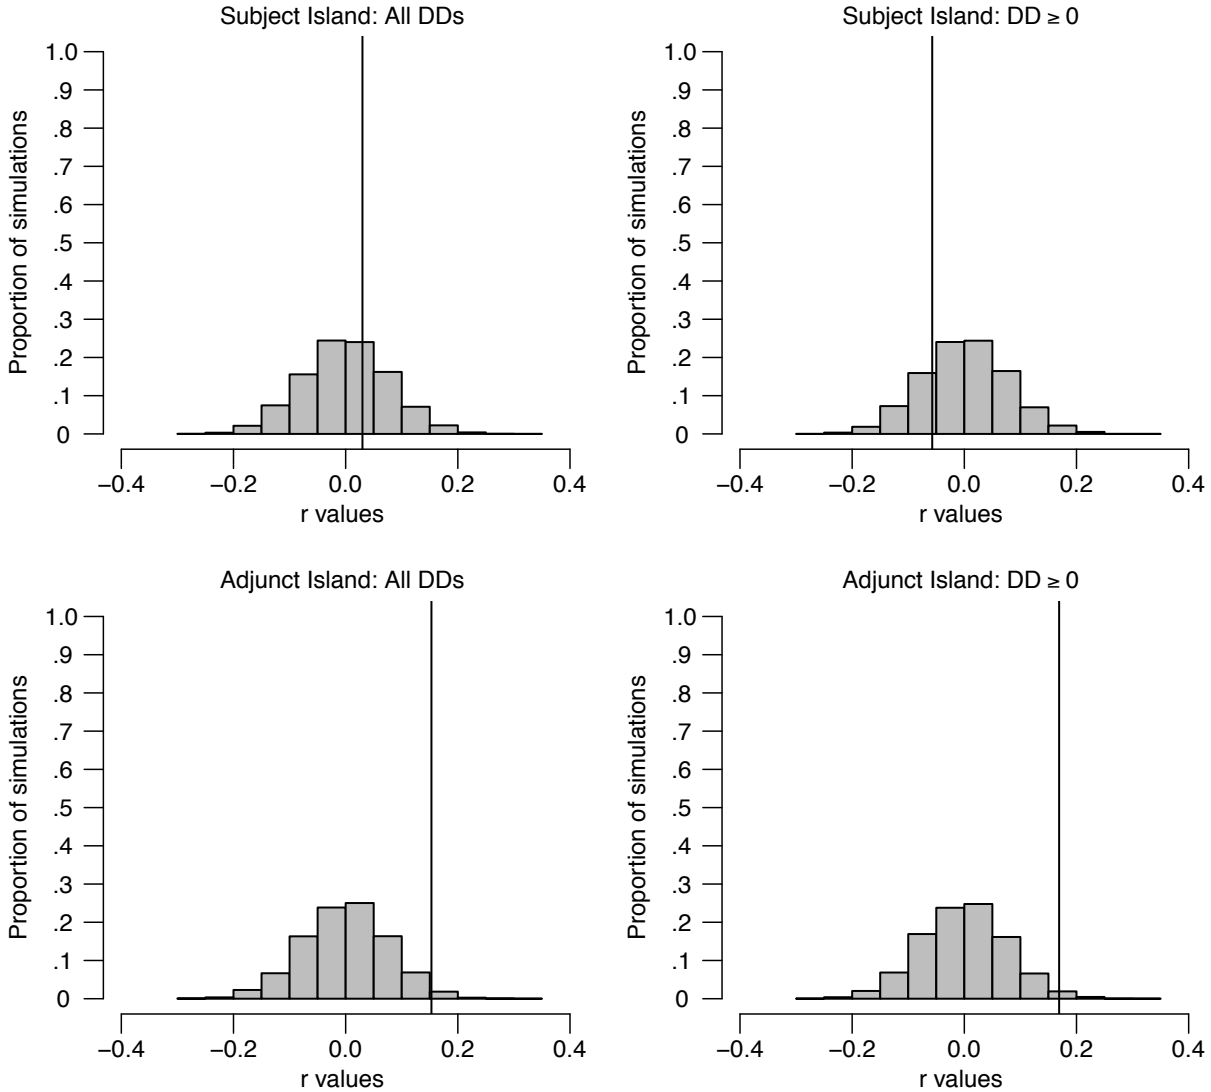 Subject Island: All DDs
Proportion of simulations
1.0
.9
.8
.7
.6
.5
.4
.3
.2
.1
0
−0.4 −0.2 0.0 0.2 0.4
r values
Subject Island: DD ≥ 0
Proportion of simulations
1.0
.9
.8
.7
.6
.5
.4
.3
.2
.1
0
−0.4 −0.2 0.0 0.2 0.4
r values
Adjunct Island: All DDs
Proportion of simulations
1.0
.9
.8
.7
.6
.5
.4
.3
.2
.1
0
−0.4 −0.2 0.0 0.2 0.4
r values
Adjunct Island: DD ≥ 0
Proportion of simulations
1.0
.9
.8
.7
.6
.5
.4
.3
.2
.1
0
−0.4 −0.2 0.0 0.2 0.4
r values